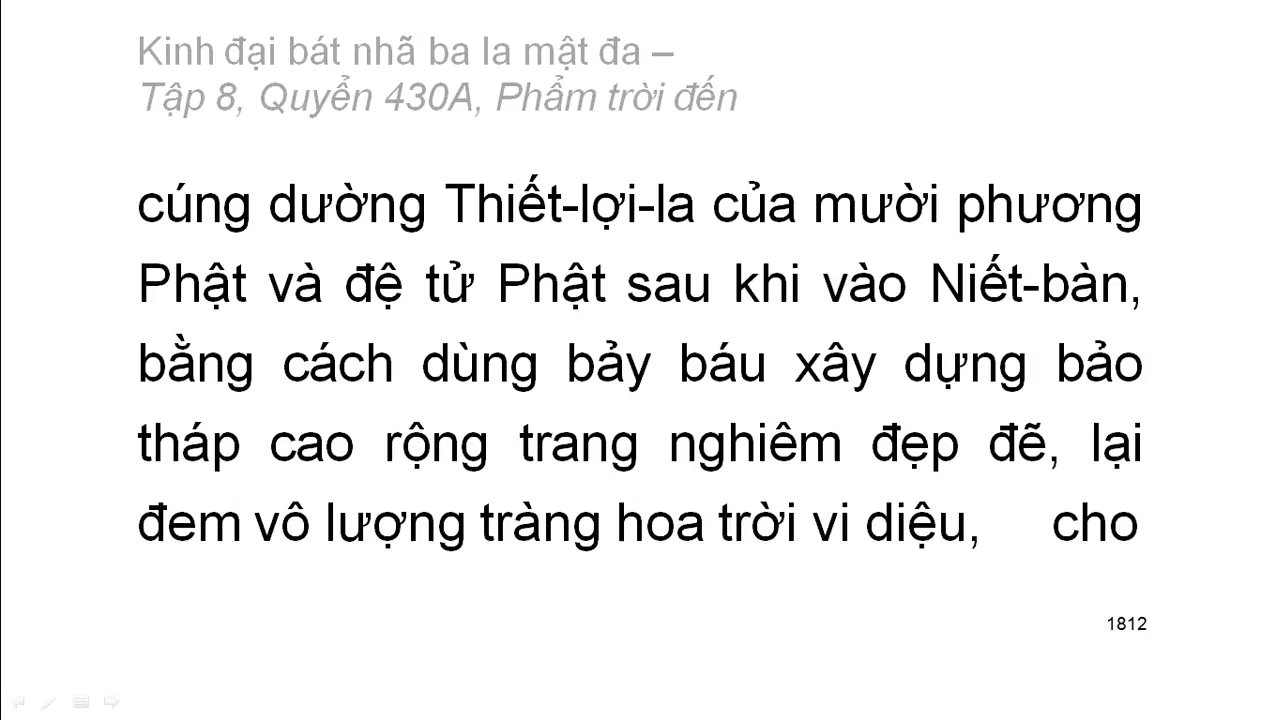 Kinh đại bát nhã ba la mật đa –
Tập 8, Quyển 430A, Phẩm trời đến
cúng dường Thiết-lợi-la của mười phương
Phật và đệ tử Phật sau khi vào Niết-bàn,
bằng cách dùng bảy báu xây dựng bảo
tháp cao rộng trang nghiêm đẹp đẽ, lại
đem vô lượng tràng hoa trời vi diệu, cho
1812